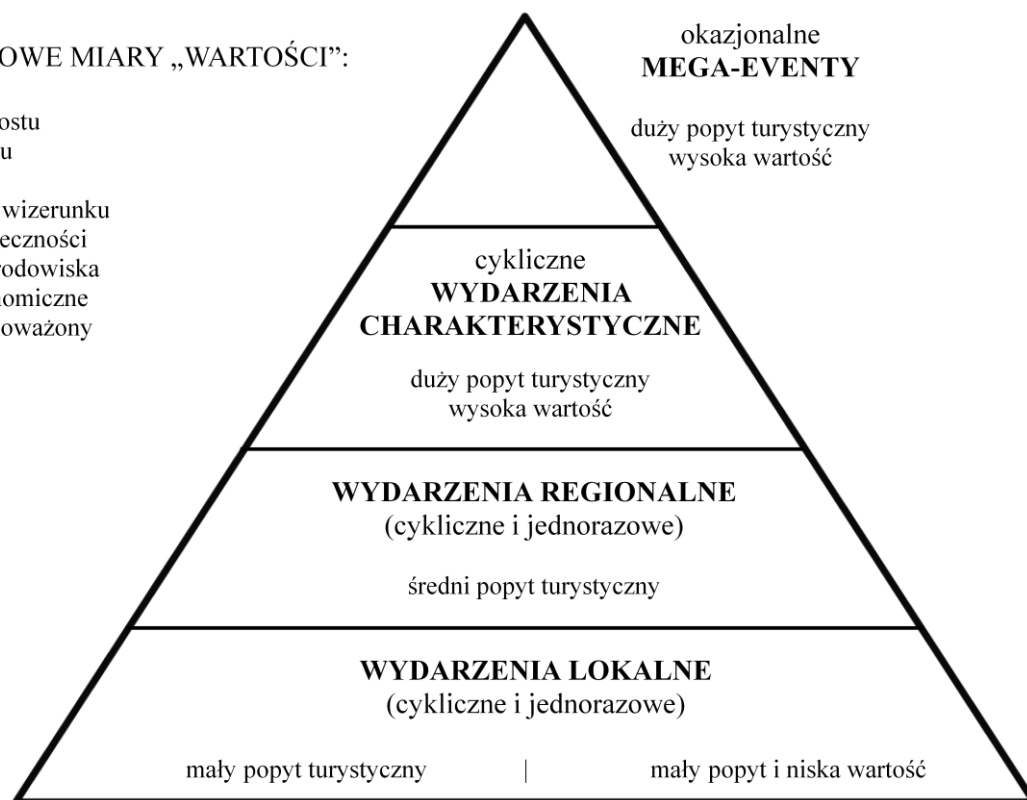 OWE MIARY „WARTOŚCI”:
ostu
u
wizerunku
eczności
rodowiska
omiczne
oważony
okazjonalne
MEGA-EVENTY
duży popyt turystyczny
wysoka wartość
cykliczne
WYDARZENIA
CHARAKTERYSTYCZNE
duży popyt turystyczny
wysoka wartość
WYDARZENIA REGIONALNE
(cykliczne i jednorazowe)
średni popyt turystyczny
WYDARZENIA LOKALNE
(cykliczne i jednorazowe)
mały popyt turystyczny | mały popyt i niska wartość